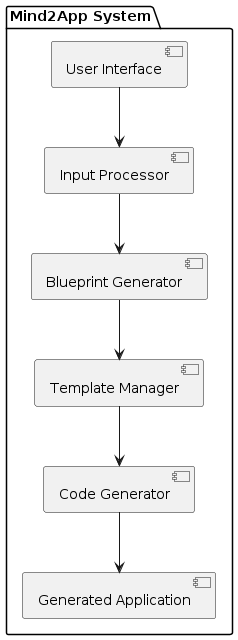 Mind2App System
User Interface
Input Processor
Blueprint Generator
Template Manager
Code Generator
Generated Application